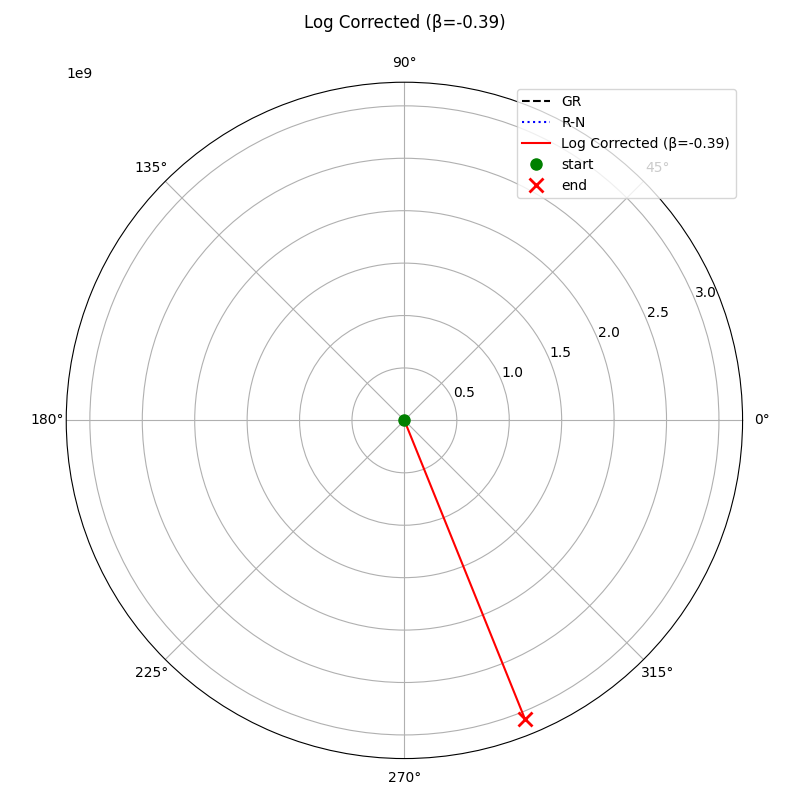 Log Corrected (β=-0.39)
1e9
90°
GR
R-N
Log Corrected (β=-0.39)
start
end
135°
45°
3.0
2.5
2.0
1.5
1.0
0.5
180°
0°
225°
315°
270°